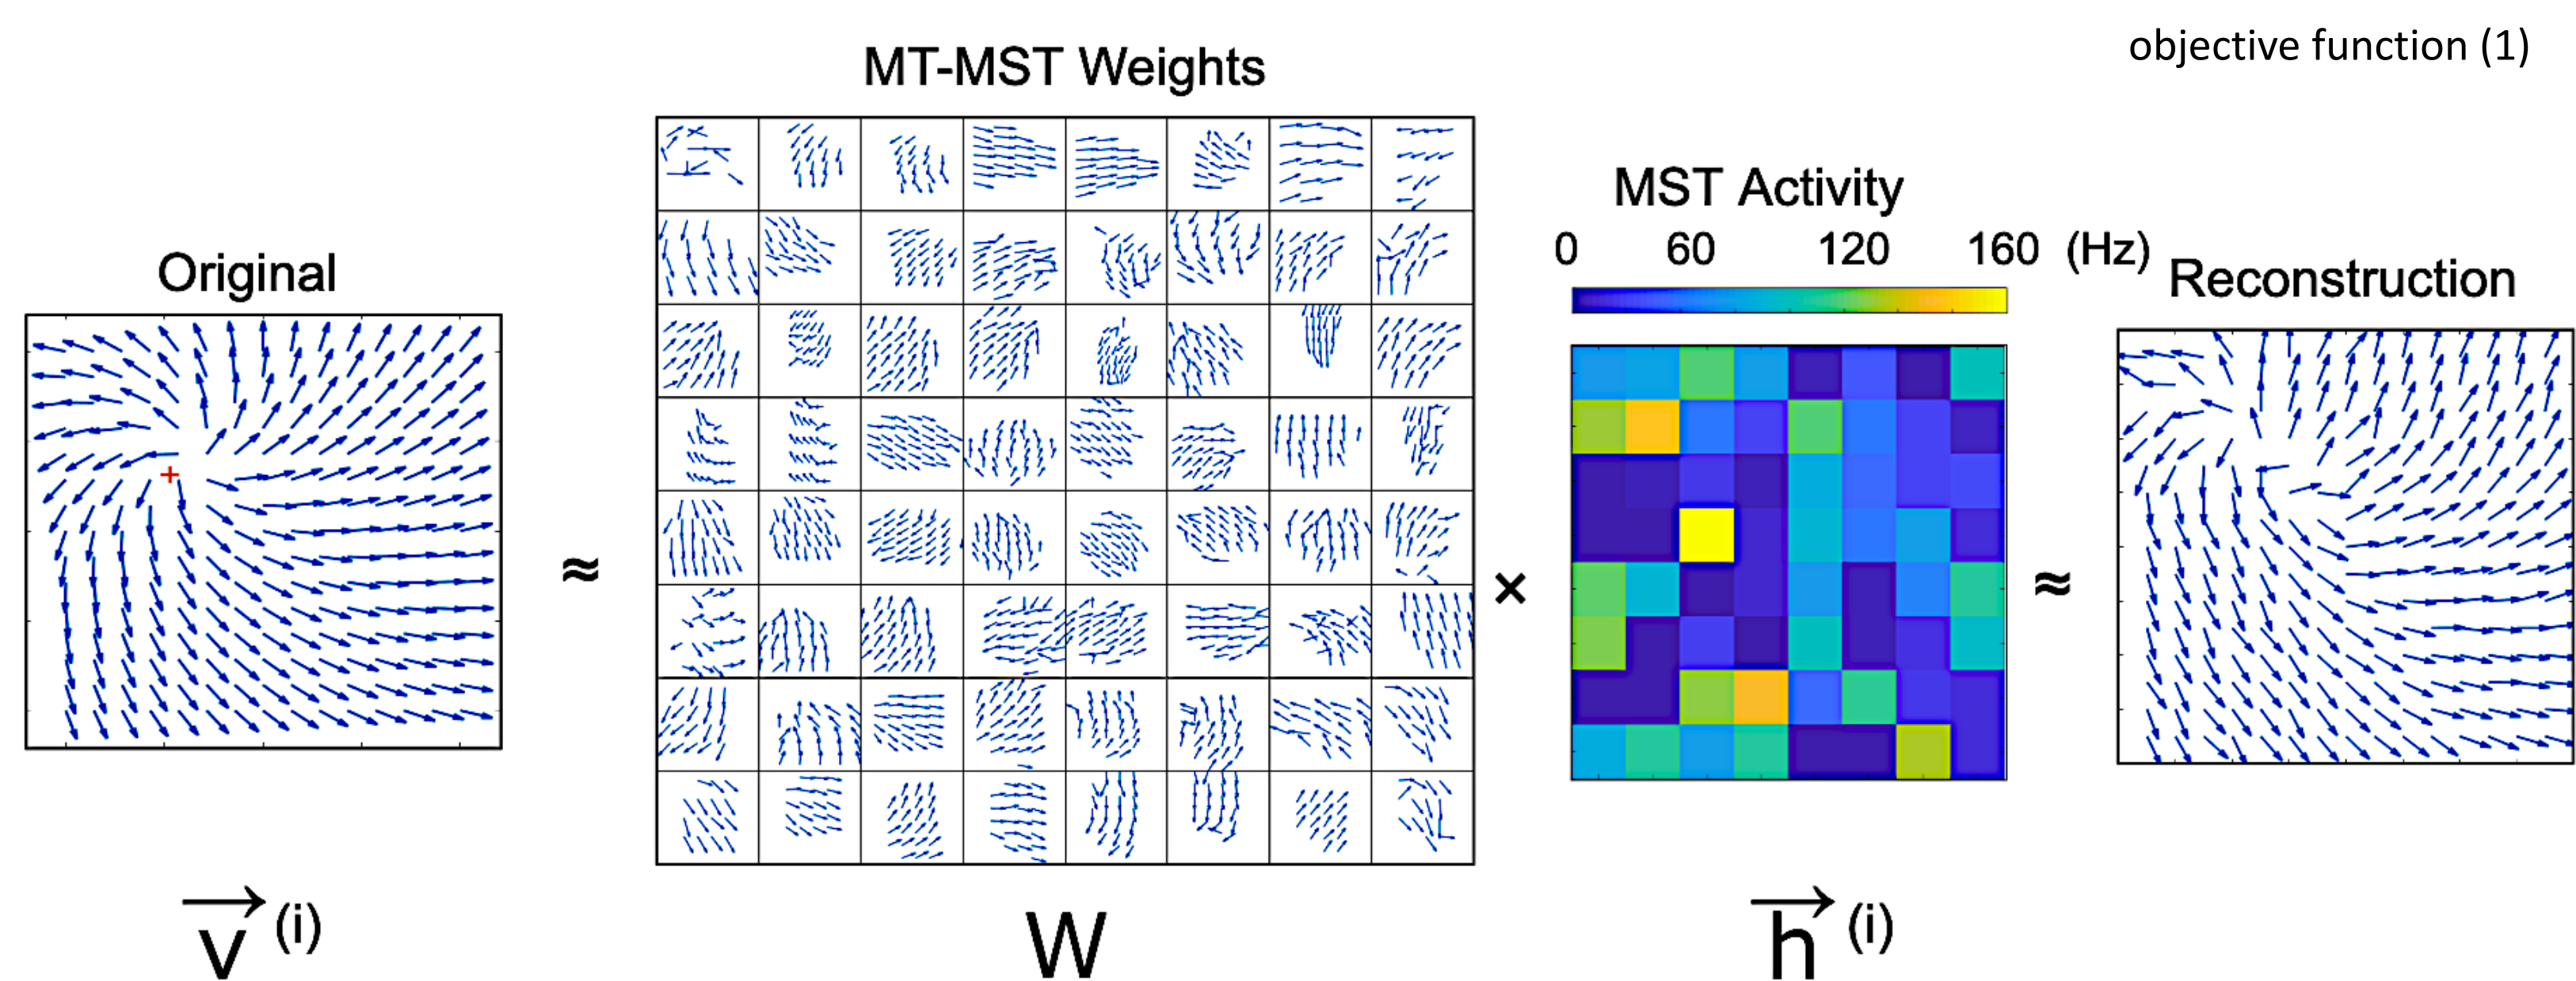 objective function (1)
MT-MST Weights
MST Activity
0 60 120 160 (Hz)
Original
Reconstruction
≈
×
≈
v (i)
W
h (i)